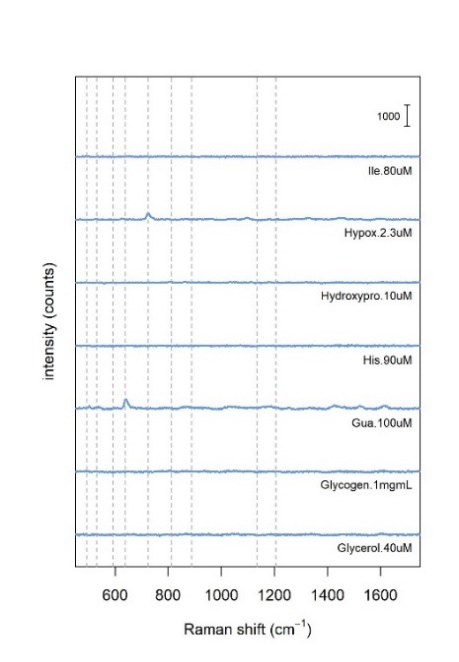 1000
Ile.80uM
Hypox.2.3uM
Hydroxypro.10uM
His.90uM
Gua.100uM
Glycogen.1mgmL
Glycerol.40uM
intensity (counts)
600 800 1000 1200 1400 1600
Raman shift (cm⁻¹)